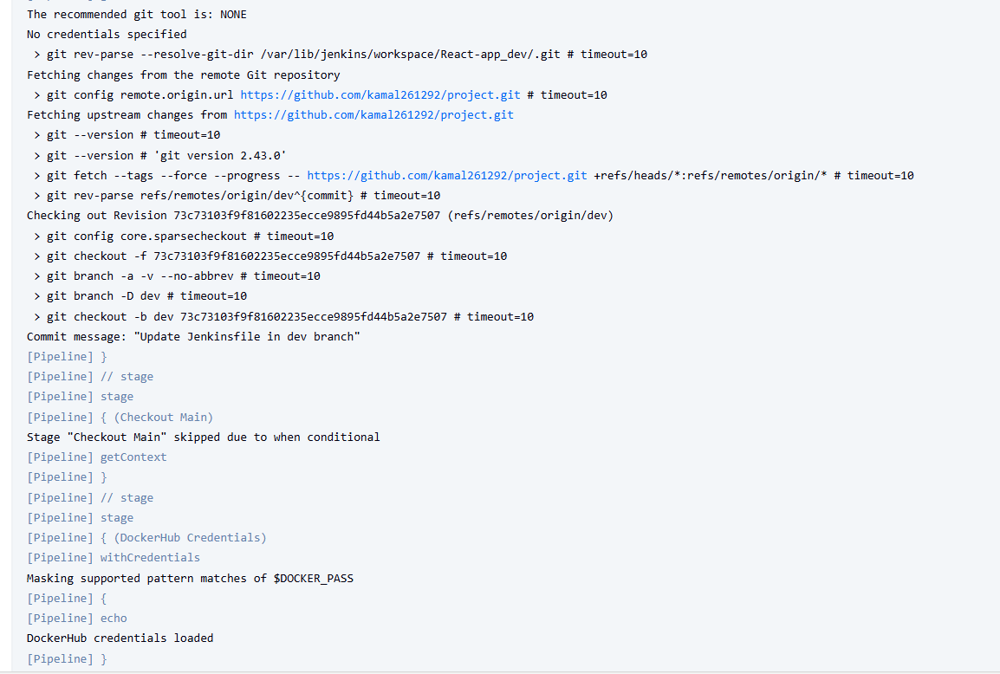 The recommended git tool is: NONE
No credentials specified
 > git rev-parse --resolve-git-dir /var/lib/jenkins/workspace/React-app_dev/.git # timeout=10
Fetching changes from the remote Git repository
 > git config remote.origin.url https://github.com/kamal261292/project.git # timeout=10
Fetching upstream changes from https://github.com/kamal261292/project.git
 > git --version # timeout=10
 > git --version # 'git version 2.43.0'
 > git fetch --tags --force --progress -- https://github.com/kamal261292/project.git +refs/heads/*:refs/remotes/origin/* # timeout=10
 > git rev-parse refs/remotes/origin/dev^{commit} # timeout=10
Checking out Revision 73c73103f9f81602235ecce9895fd44b5a2e7507 (refs/remotes/origin/dev)
 > git config core.sparsecheckout # timeout=10
 > git checkout -f 73c73103f9f81602235ecce9895fd44b5a2e7507 # timeout=10
 > git branch -a -v --no-abbrev # timeout=10
 > git branch -D dev # timeout=10
 > git checkout -b dev 73c73103f9f81602235ecce9895fd44b5a2e7507 # timeout=10
Commit message: "Update Jenkinsfile in dev branch"
[Pipeline] }
[Pipeline] // stage
[Pipeline] stage
[Pipeline] { (Checkout Main)
Stage "Checkout Main" skipped due to when conditional
[Pipeline] getContext
[Pipeline] }
[Pipeline] // stage
[Pipeline] stage
[Pipeline] { (DockerHub Credentials)
[Pipeline] withCredentials
Masking supported pattern matches of $DOCKER_PASS
[Pipeline] {
[Pipeline] echo
DockerHub credentials loaded
[Pipeline] }